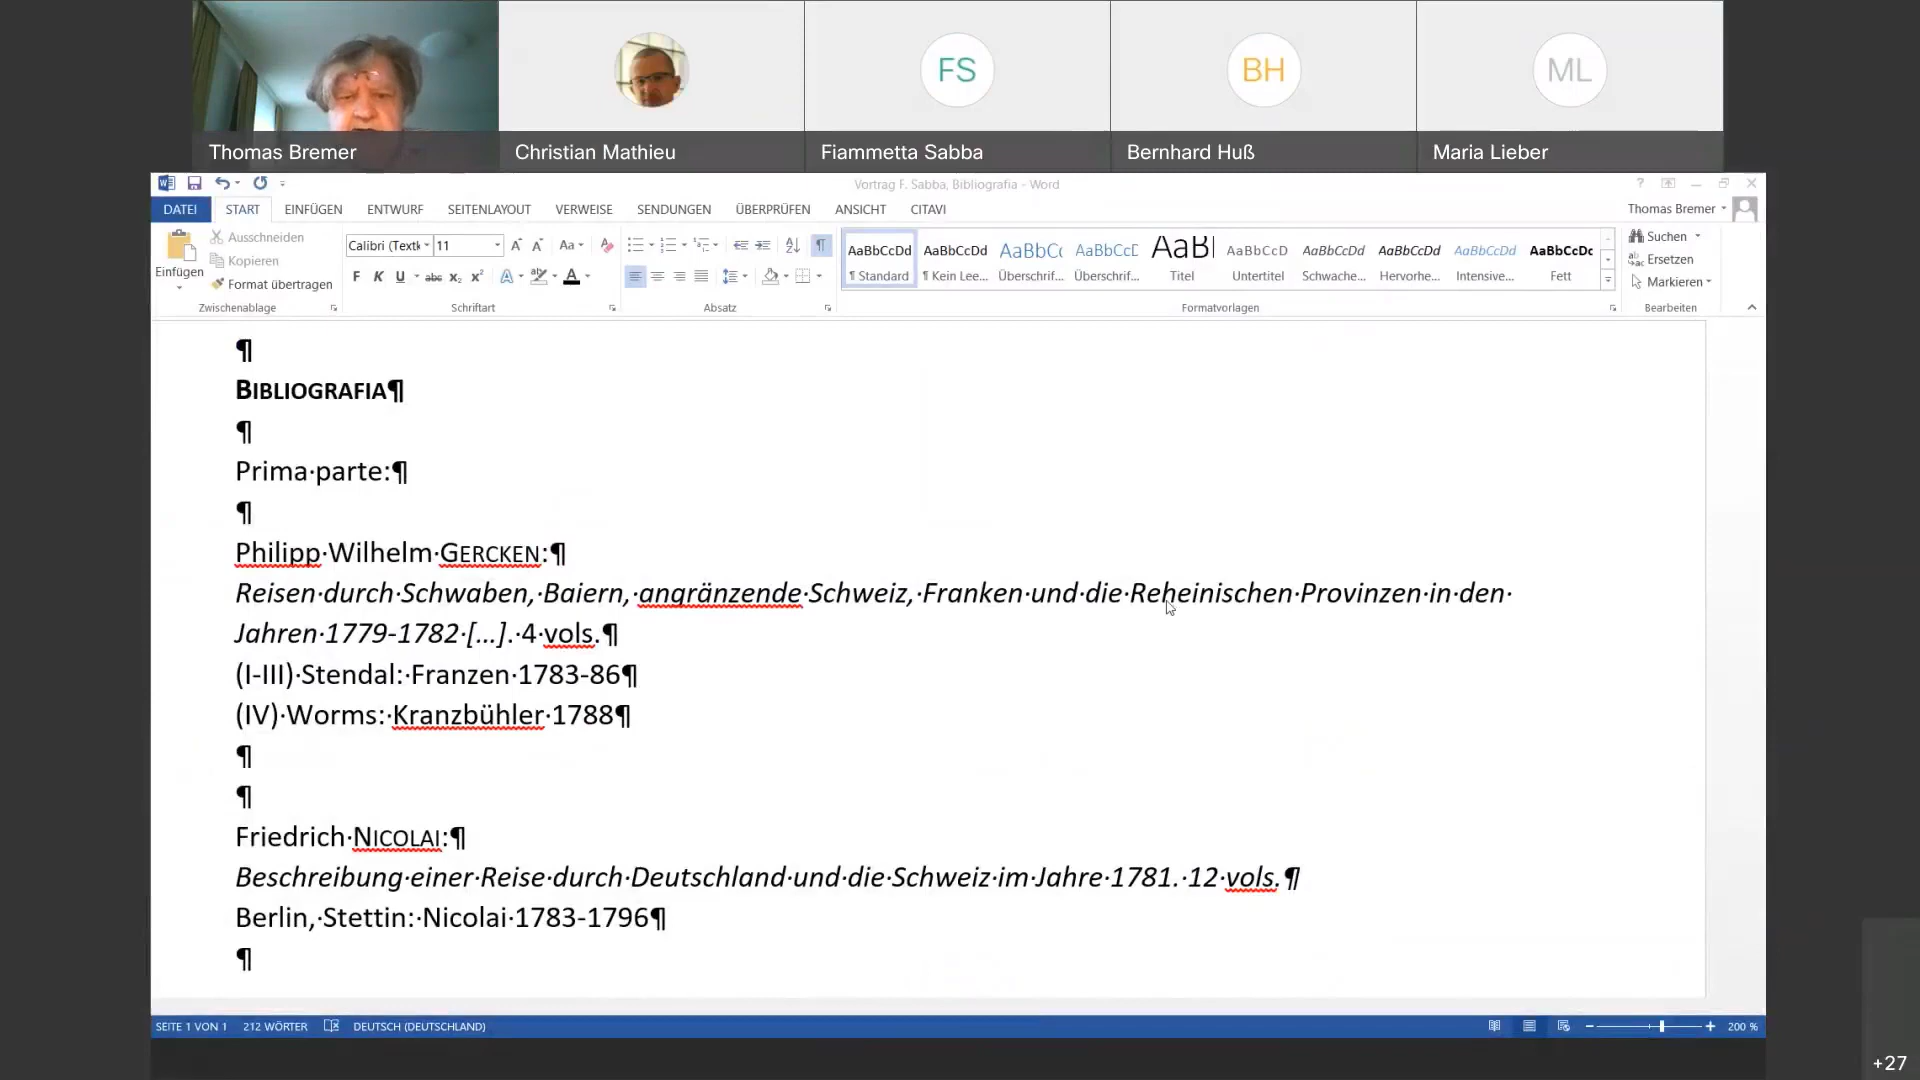 FS
BH
ML
Thomas Bremer
Christian Mathieu
Fiammetta Sabba
Bernhard Huß
Maria Lieber
Vortrag F. Sabba, Bibliografia - Word
DATEI START EINFÜGEN ENTWURF SEITENLAYOUT VERWEISE SENDUNGEN ÜBERPRÜFEN ANSICHT CITAVI
Thomas Bremer
Einfügen
Ausschneiden
Kopieren
Format übertragen
Zwischenablage
Calibri (Textk 11
F K U abc x₂ x²
Schriftart
Absatz
AaBbCcDd AaBbCcDd AaBbCc AaBbCcD AaBl AaBbCcD AaBbCcDd AaBbCcDd AaBbCcDd AaBbCcDc
¶ Standard ¶ Kein Lee... Überschrif... Überschrif... Titel Untertitel Schwache... Hervorhe... Intensive... Fett
Formatvorlagen
Suchen
Ersetzen
Markieren
Bearbeiten
¶
BIBLIOGRAFIA¶
¶
Prima·parte:¶
¶
Philipp·Wilhelm·GERCKEN:¶
Reisen·durch·Schwaben,·Baiern,·angränzende·Schweiz,·Franken·und·die·Reheinischen·Provinzen·in·den·
Jahren·1779-1782·[...].·4·vols.¶
(I-III)·Stendal:·Franzen·1783-86¶
(IV)·Worms:·Kranzbühler·1788¶
¶
¶
Friedrich·NICOLAI:¶
Beschreibung·einer·Reise·durch·Deutschland·und·die·Schweiz·im·Jahre·1781.·12·vols.¶
Berlin,·Stettin:·Nicolai·1783-1796¶
¶
SEITE 1 VON 1 212 WÖRTER DEUTSCH (DEUTSCHLAND) 200 %
+27